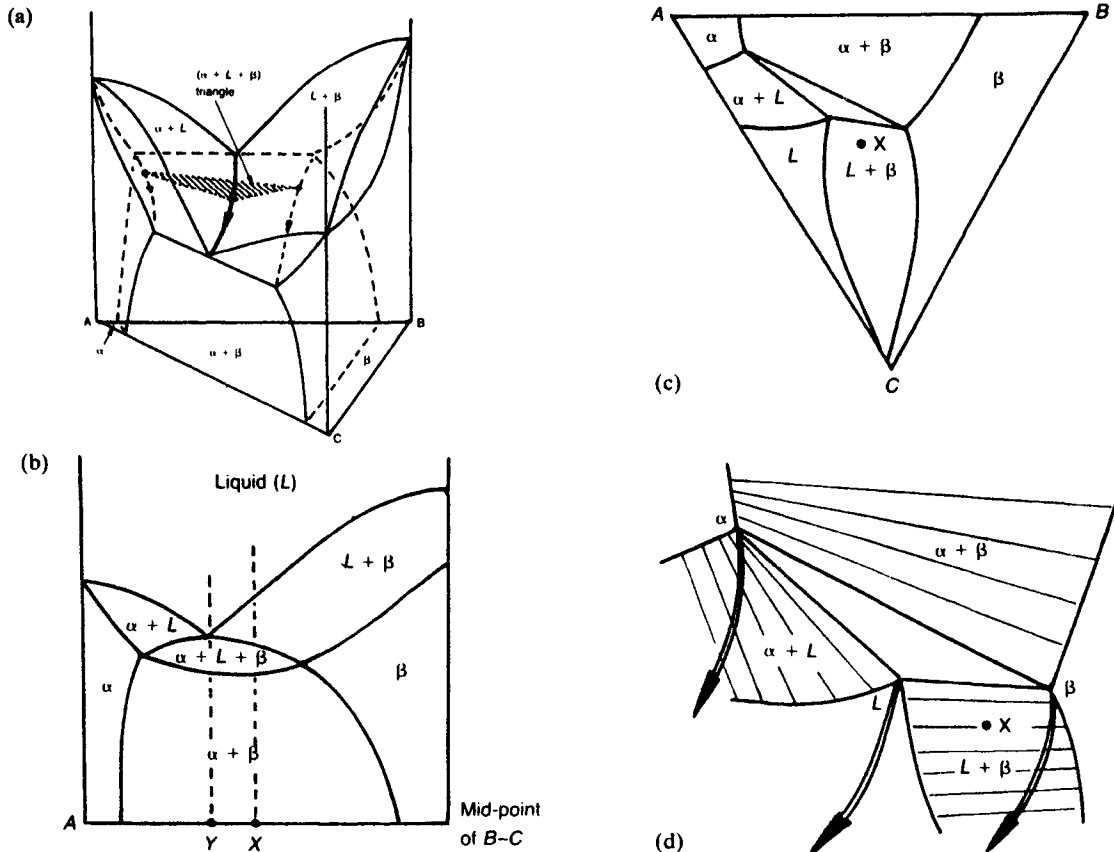 (a)
(α + L + β)
triangle
L + β
α + L
A
B
α
α + β
β
C
(b)
Liquid (L)
L + β
α + L
α + L + β
α
β
α + β
A
Y
X
Mid-point
of B–C
A
B
α
α + β
β
α + L
X
L
L + β
(c)
C
α
α + β
α + L
L
β
X
L + β
(d)